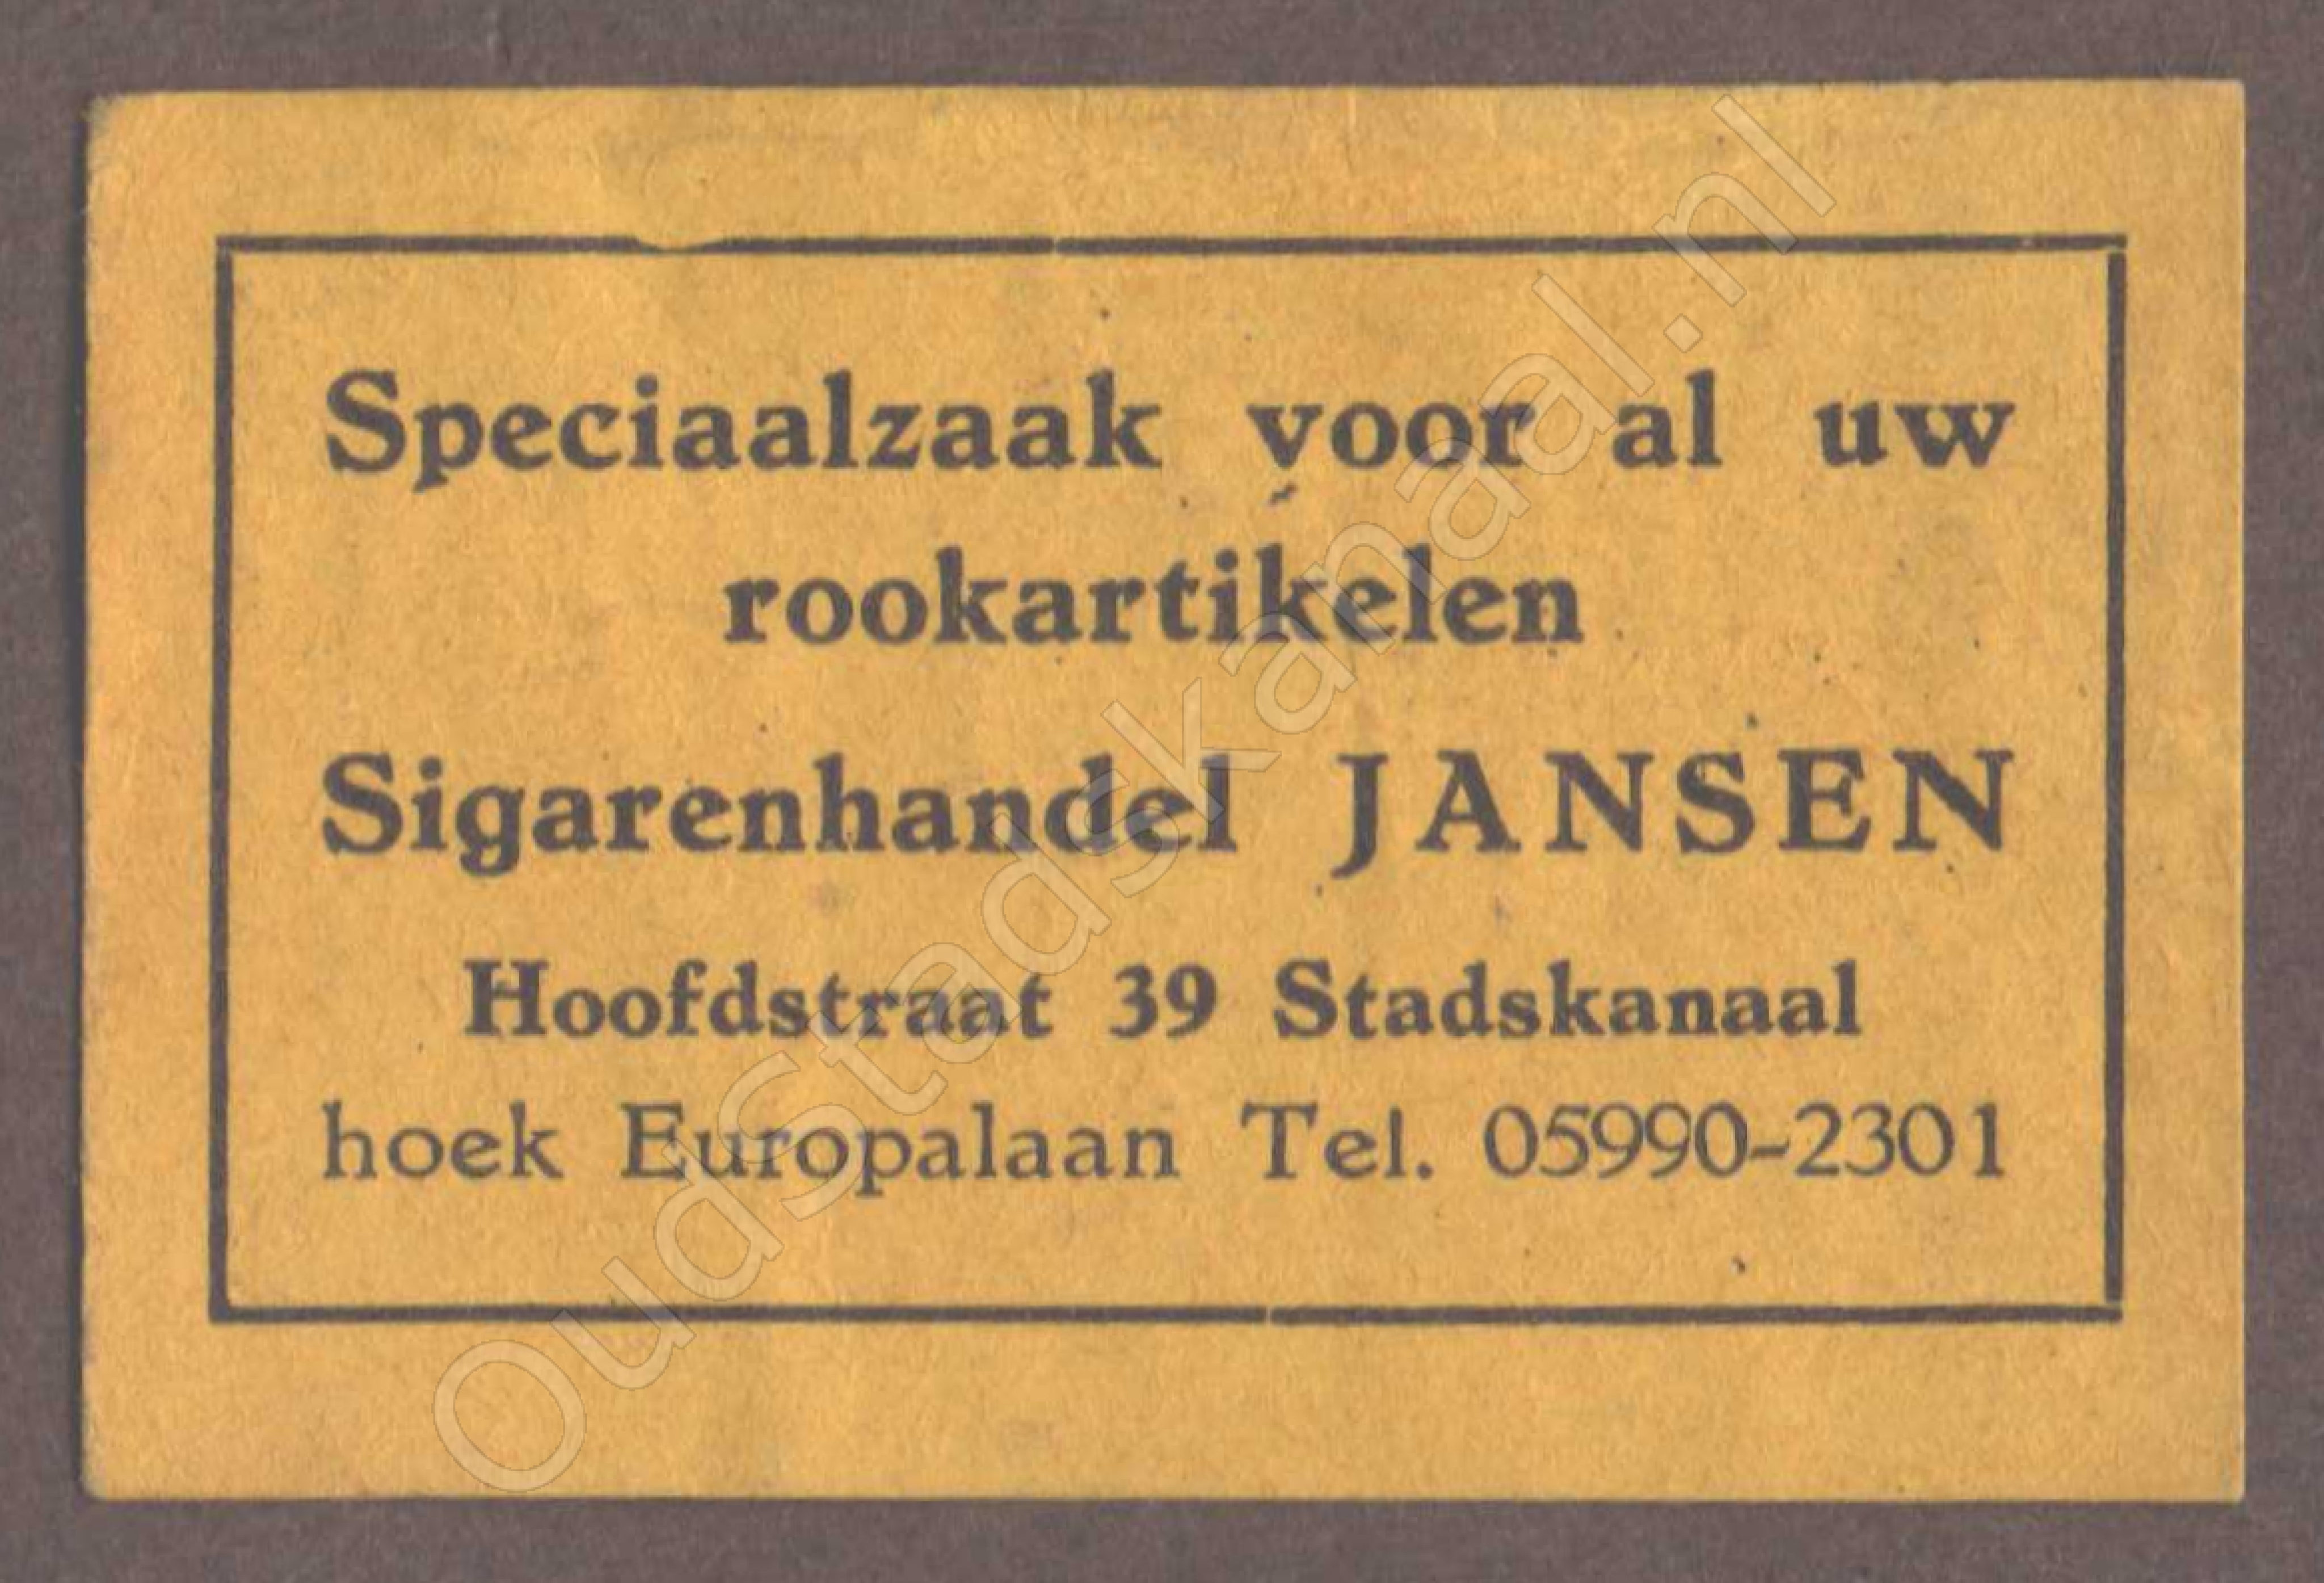 Speciaalzaak voor al uw
rookartikelen
Sigarenhandel JANSEN
Hoofdstraat 39 Stadskanaal
hoek Europalaan Tel. 05990-2301
OudStadskanaal.nl